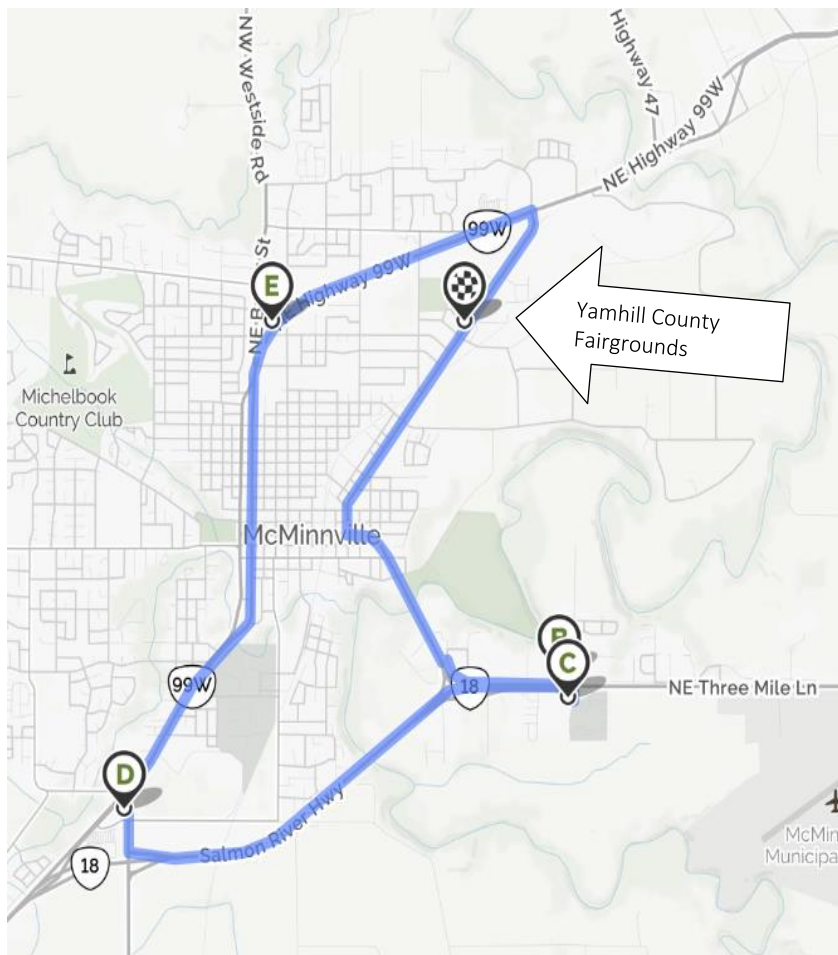 NW Westside Rd
Highway 47
NE Highway 99W
St
99W
E
Highway 99W
NE
Yamhill County
Fairgrounds
Michelbook
Country Club
McMinnville
C
18
NE Three Mile Ln
99W
D
Salmon River Hwy
18
McMin
Municipa